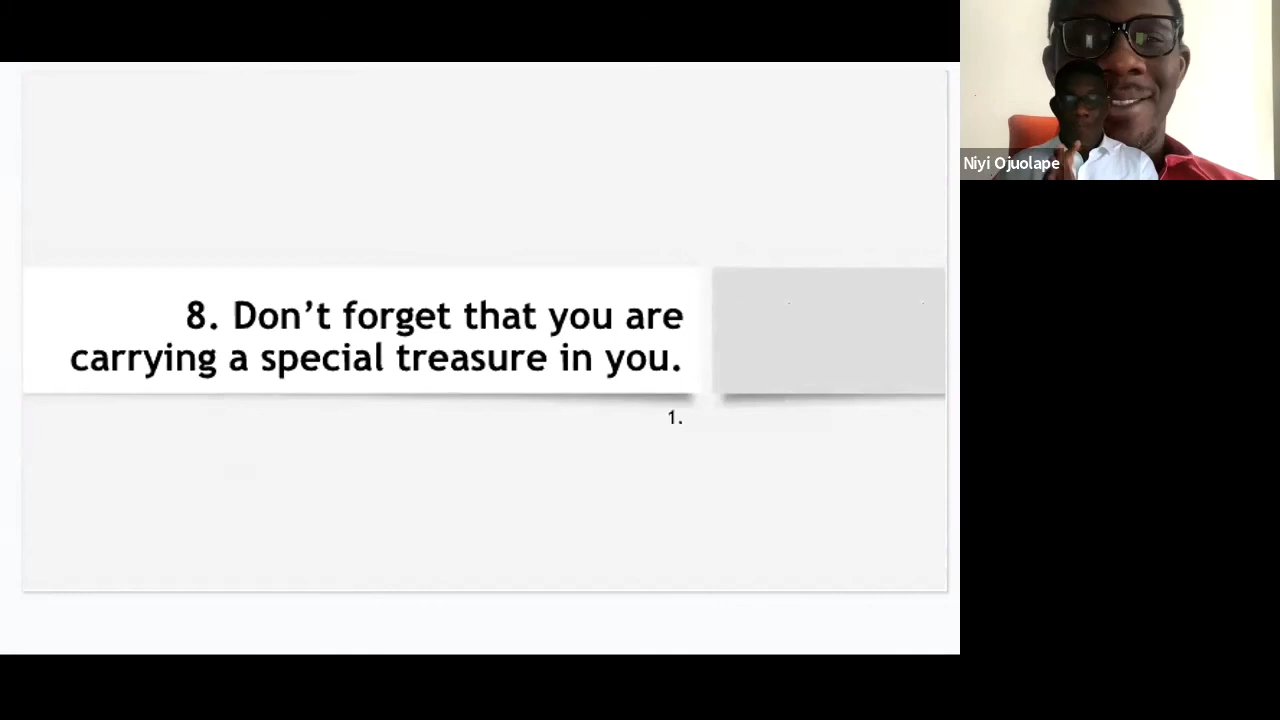 8. Don’t forget that you are
carrying a special treasure in you.
1.
Niyi Ojuolape